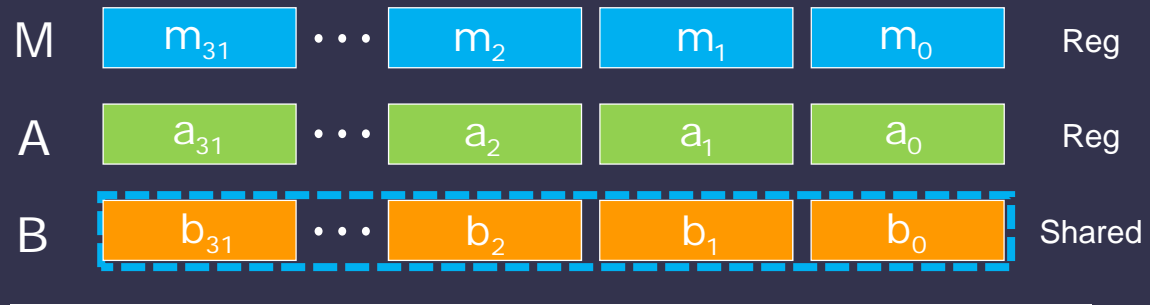 M m₃₁ ••• m₂ m₁ m₀ Reg
A a₃₁ ••• a₂ a₁ a₀ Reg
B b₃₁ ••• b₂ b₁ b₀ Shared